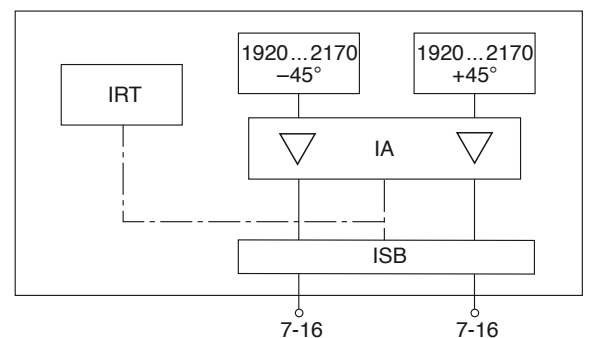 1920...2170 1920...2170
–45° +45°
IRT
IA
ISB
7-16 7-16